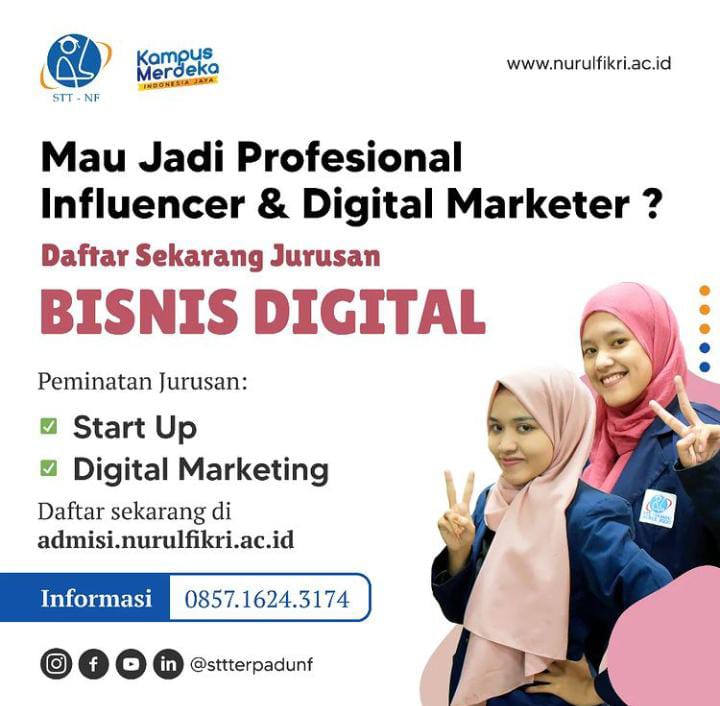 STT - NF
Kampus
Merdeka
INDONESIA JAYA
www.nurulfikri.ac.id
Mau Jadi Profesional
Influencer & Digital Marketer ?
Daftar Sekarang Jurusan
BISNIS DIGITAL
Peminatan Jurusan:
Start Up
Digital Marketing
Daftar sekarang di
admisi.nurulfikri.ac.id
Informasi 0857.1624.3174
@sttterpadunf